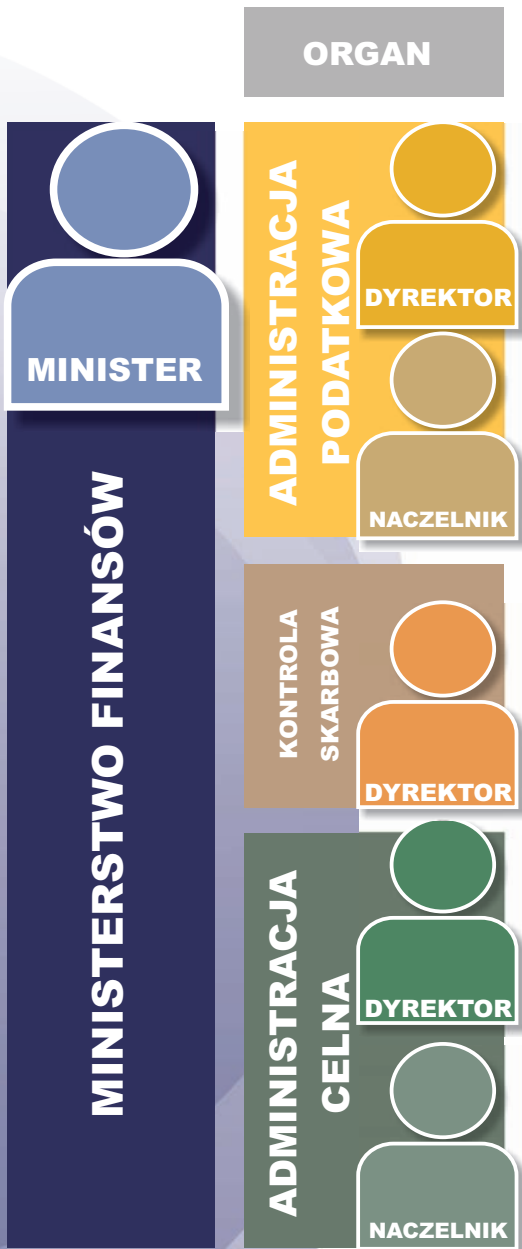 ORGAN
MINISTER
MINISTERSTWO FINANSÓW
ADMINISTRACJA
PODATKOWA
DYREKTOR
NACZELNIK
KONTROLA
SKARBOWA
DYREKTOR
ADMINISTRACJA
CELNA
DYREKTOR
NACZELNIK